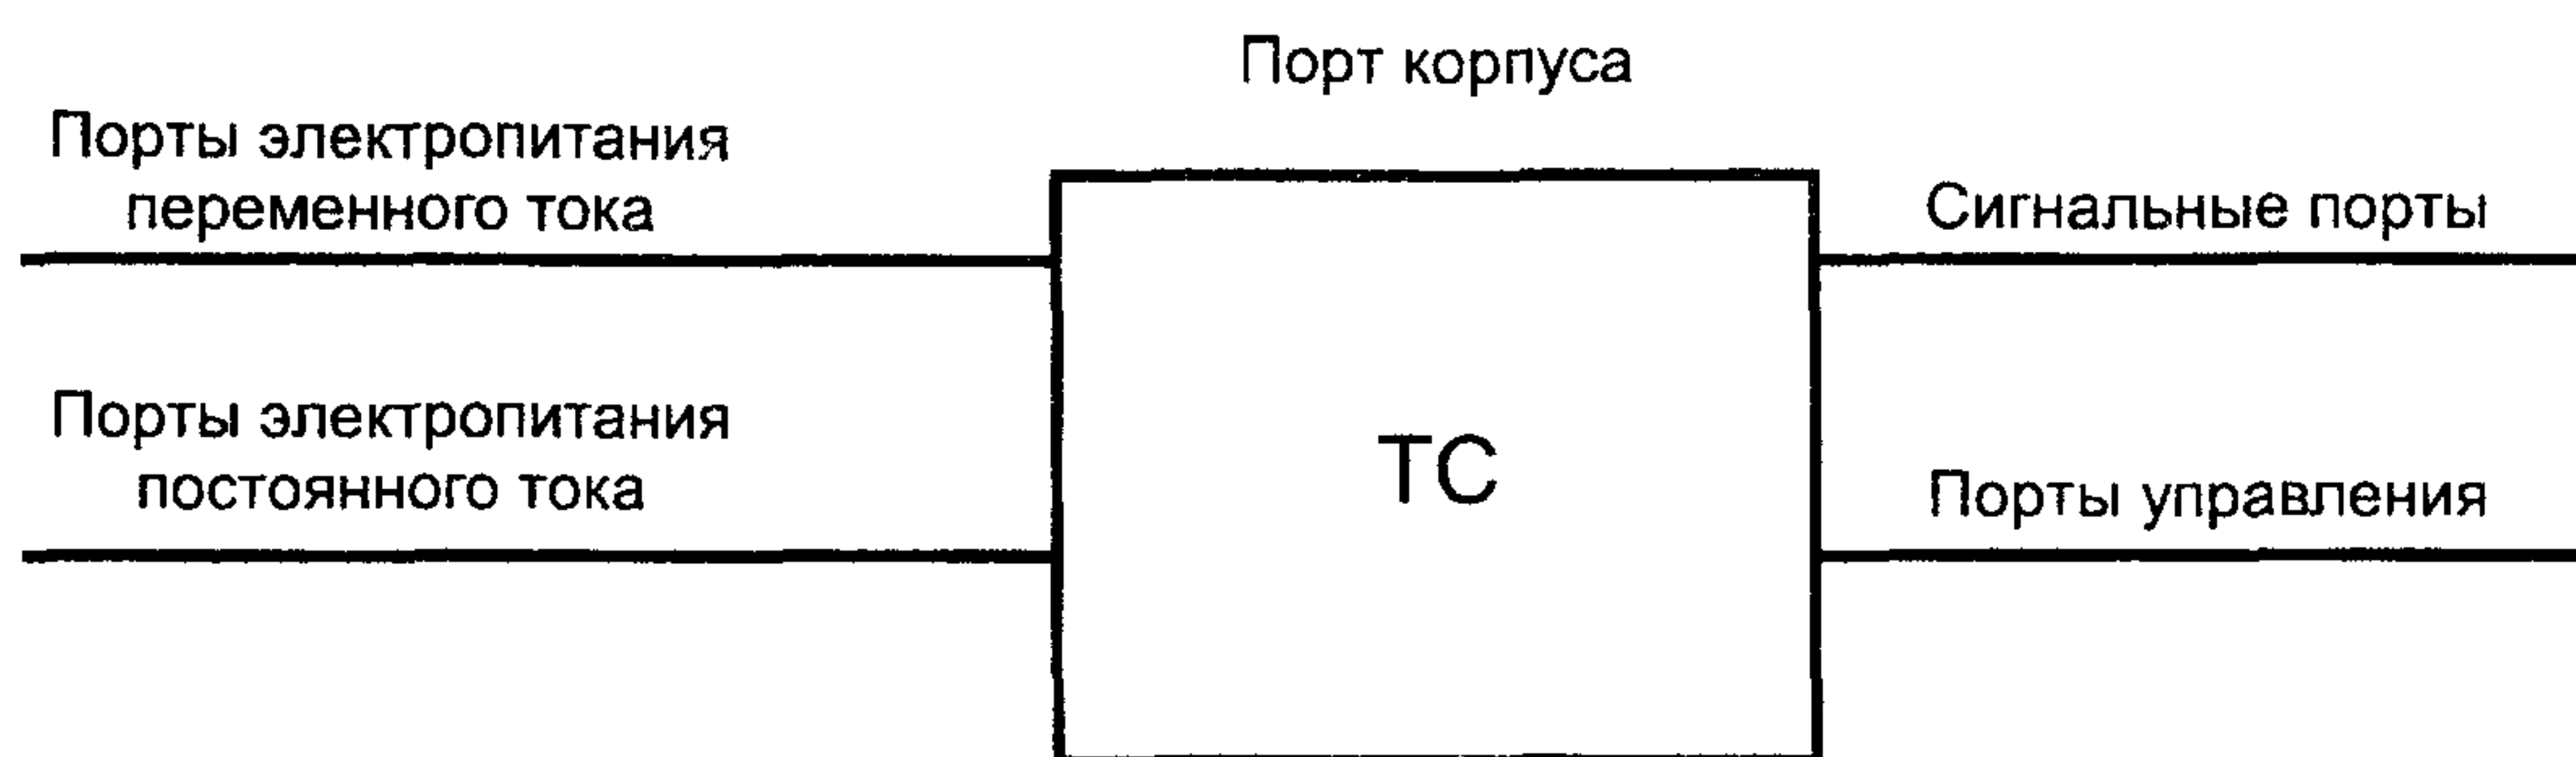 Порт корпуса
Порты электропитания
переменного тока
Сигнальные порты
Порты электропитания
постоянного тока
ТС
Порты управления